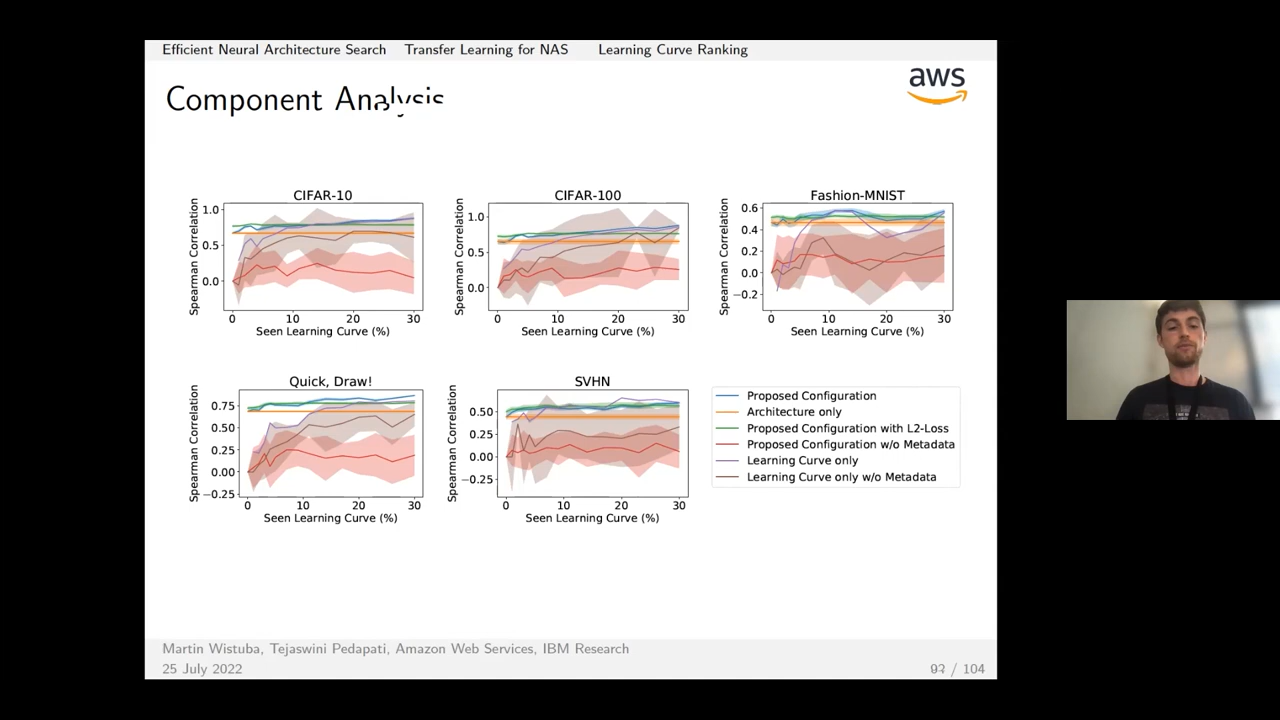 Efficient Neural Architecture Search Transfer Learning for NAS Learning Curve Ranking
Component Analysis
aws
CIFAR-10
CIFAR-100
Fashion-MNIST
Spearman Correlation
1.0
0.5
0.0
0 10 20 30
Seen Learning Curve (%)
Spearman Correlation
1.0
0.5
0.0
0 10 20 30
Seen Learning Curve (%)
Spearman Correlation
0.6
0.4
0.2
0.0
−0.2
0 10 20 30
Seen Learning Curve (%)
Quick, Draw!
SVHN
Spearman Correlation
0.75
0.50
0.25
0.00
−0.25
0 10 20 30
Seen Learning Curve (%)
Spearman Correlation
0.50
0.25
0.00
−0.25
0 10 20 30
Seen Learning Curve (%)
Proposed Configuration
Architecture only
Proposed Configuration with L2-Loss
Proposed Configuration w/o Metadata
Learning Curve only
Learning Curve only w/o Metadata
Martin Wistuba, Tejaswini Pedapati, Amazon Web Services, IBM Research
25 July 2022
/ 104